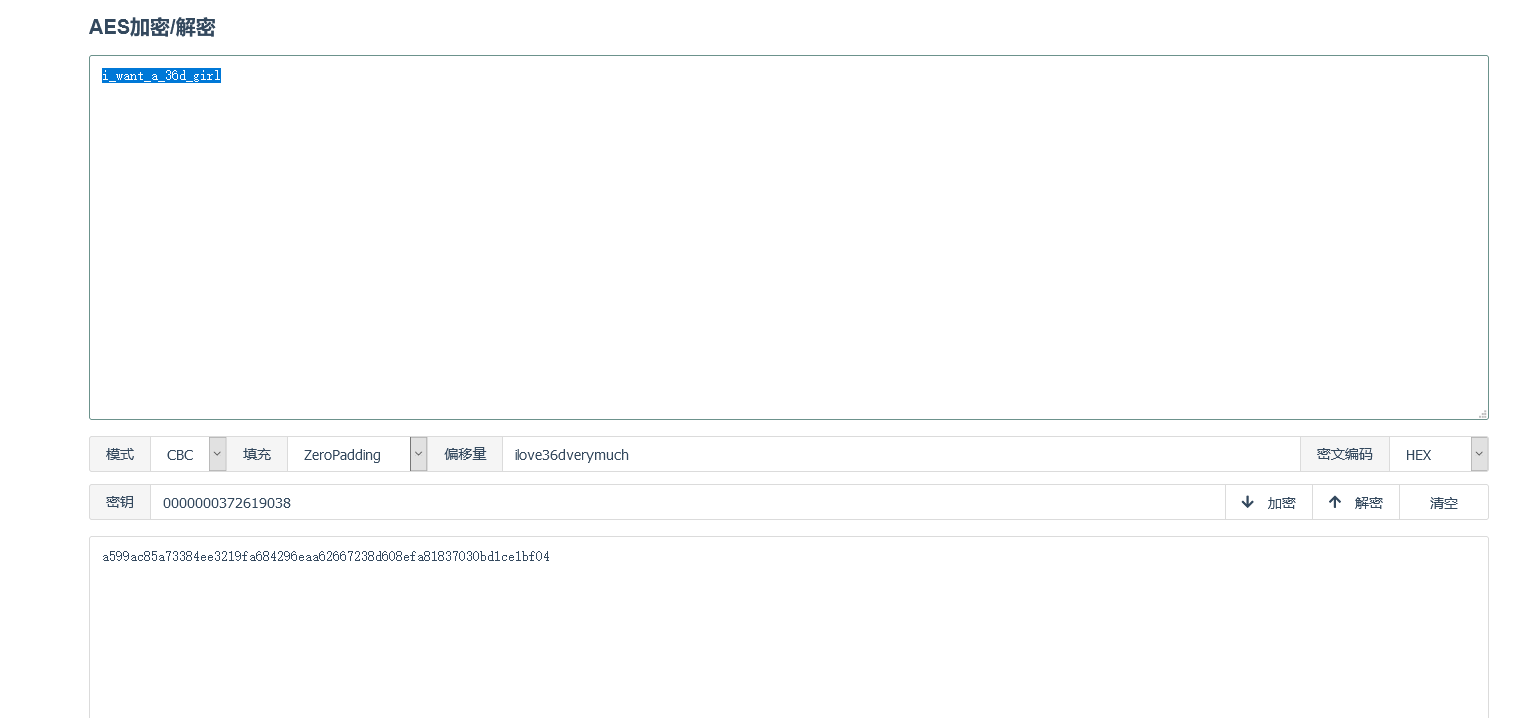 AES加密/解密
i_want_a_36d_girl
模式 CBC 填充 ZeroPadding 偏移量 ilove36dverymuch 密文编码 HEX
密钥 0000000372619038 加密 解密 清空
a599ac85a73384ee3219fa684296eaa62667238d608efa81837030bd1ce1bf04